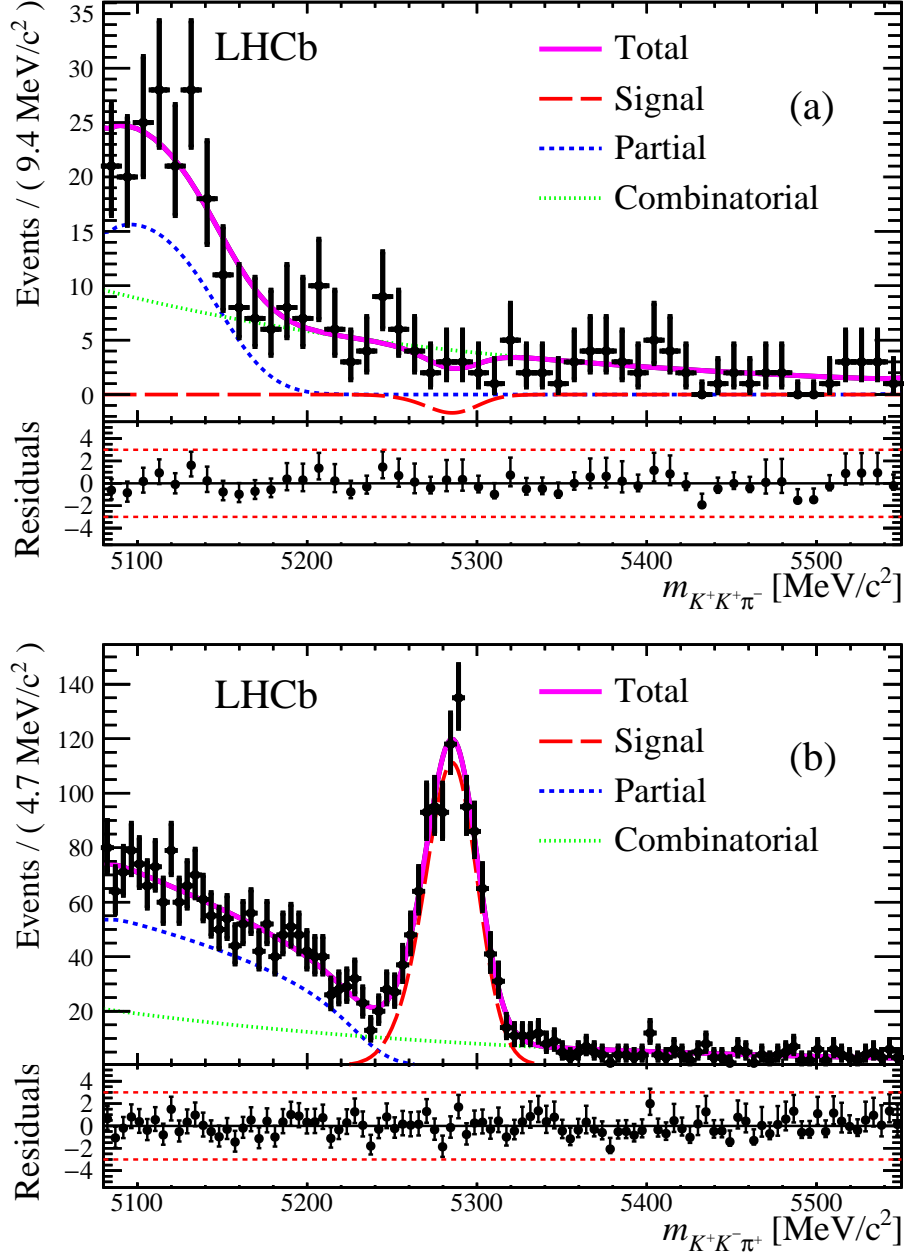 LHCb
Total
Signal
Partial
Combinatorial
(a)
Events / ( 9.4 MeV/c²)
35
30
25
20
15
10
5
0
Residuals
4
2
0
−2
−4
5100 5200 5300 5400 5500
m_{K⁺K⁺π⁻} [MeV/c²]
LHCb
Total
Signal
Partial
Combinatorial
(b)
Events / ( 4.7 MeV/c²)
140
120
100
80
60
40
20
Residuals
4
2
0
−2
−4
5100 5200 5300 5400 5500
m_{K⁺K⁻π⁺} [MeV/c²]